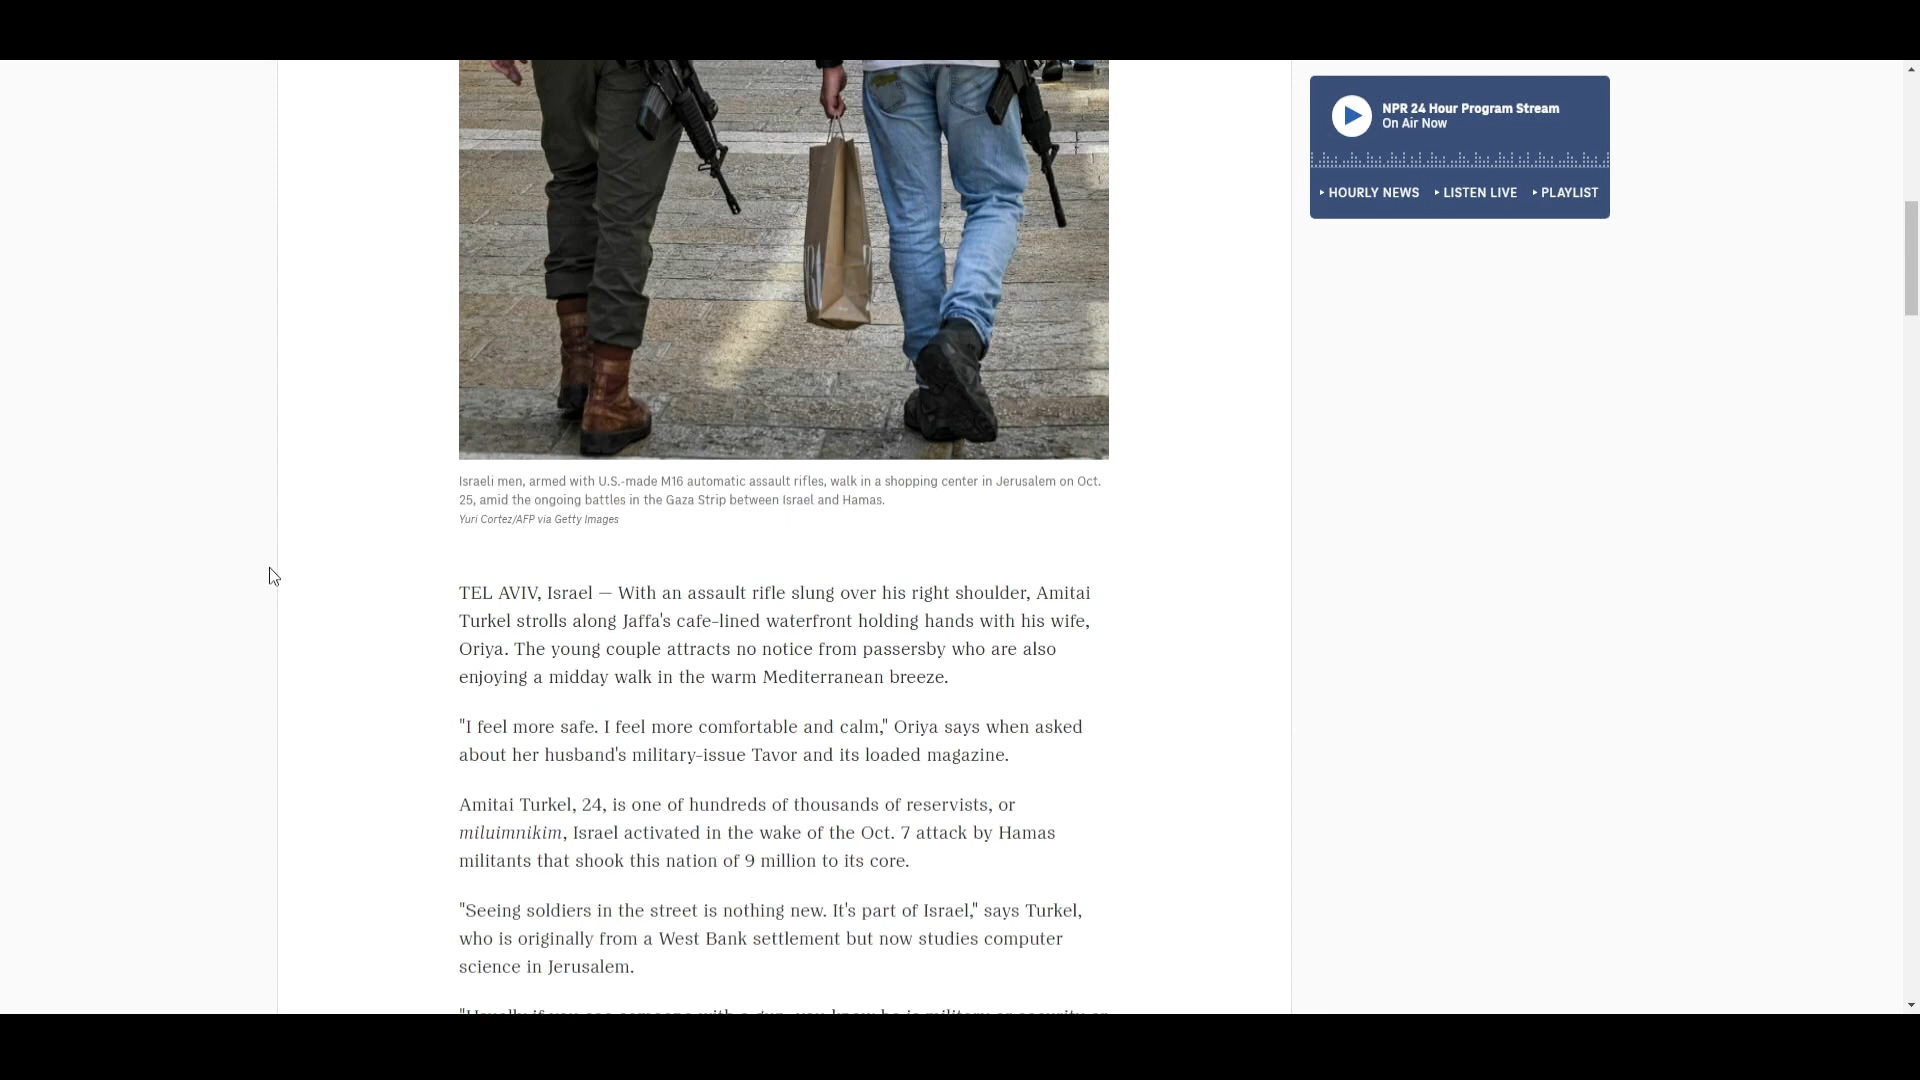 NPR 24 Hour Program Stream
On Air Now
HOURLY NEWS LISTEN LIVE PLAYLIST
Israeli men, armed with U.S.-made M16 automatic assault rifles, walk in a shopping center in Jerusalem on Oct.
25, amid the ongoing battles in the Gaza Strip between Israel and Hamas.
Yuri Cortez/AFP via Getty Images
TEL AVIV, Israel — With an assault rifle slung over his right shoulder, Amitai
Turkel strolls along Jaffa's cafe-lined waterfront holding hands with his wife,
Oriya. The young couple attracts no notice from passersby who are also
enjoying a midday walk in the warm Mediterranean breeze.
"I feel more safe. I feel more comfortable and calm," Oriya says when asked
about her husband's military-issue Tavor and its loaded magazine.
Amitai Turkel, 24, is one of hundreds of thousands of reservists, or
miluimnikim, Israel activated in the wake of the Oct. 7 attack by Hamas
militants that shook this nation of 9 million to its core.
"Seeing soldiers in the street is nothing new. It's part of Israel," says Turkel,
who is originally from a West Bank settlement but now studies computer
science in Jerusalem.